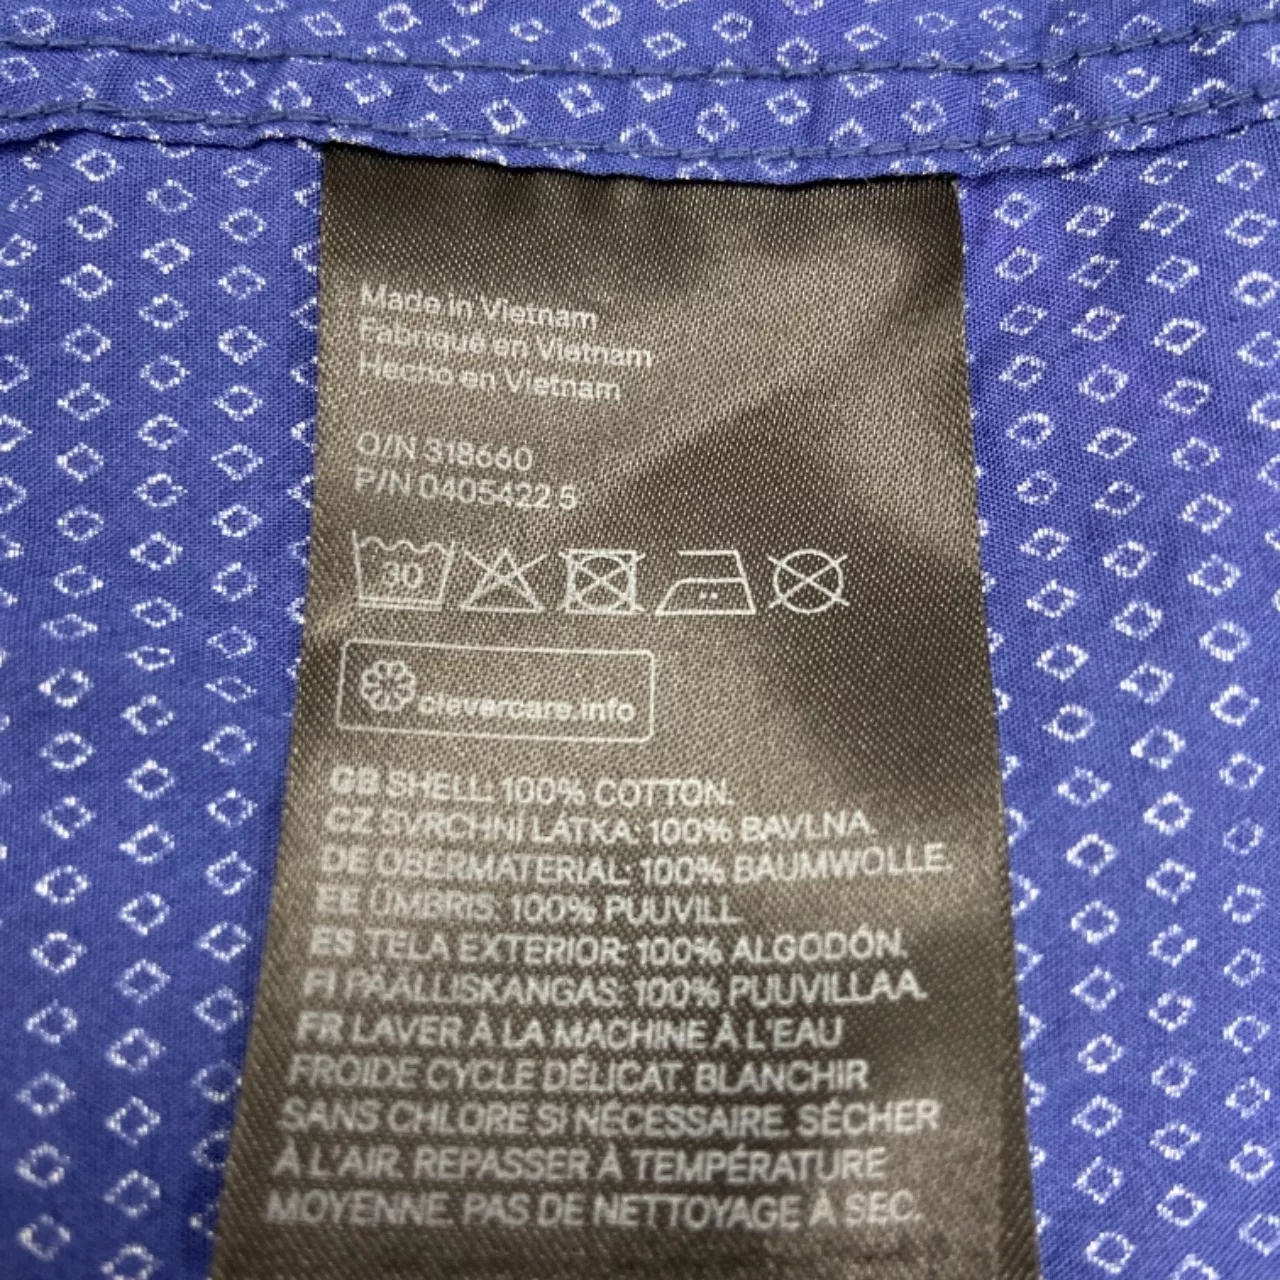 Made in Vietnam
Fabriqué en Vietnam
Hecho en Vietnam
O/N 318660
P/N 0405422 5
30
clevercare.info
GB SHELL: 100% COTTON.
CZ SVRCHNÍ LÁTKA: 100% BAVLNA.
DE OBERMATERIAL: 100% BAUMWOLLE.
EE ÜMBRIS: 100% PUUVILL.
ES TELA EXTERIOR: 100% ALGODÓN.
FI PÄÄLLISKANGAS: 100% PUUVILLAA.
FR LAVER À LA MACHINE À L'EAU
FROIDE CYCLE DÉLICAT. BLANCHIR
SANS CHLORE SI NÉCESSAIRE. SÉCHER
À L'AIR. REPASSER À TEMPÉRATURE
MOYENNE. PAS DE NETTOYAGE À SEC.